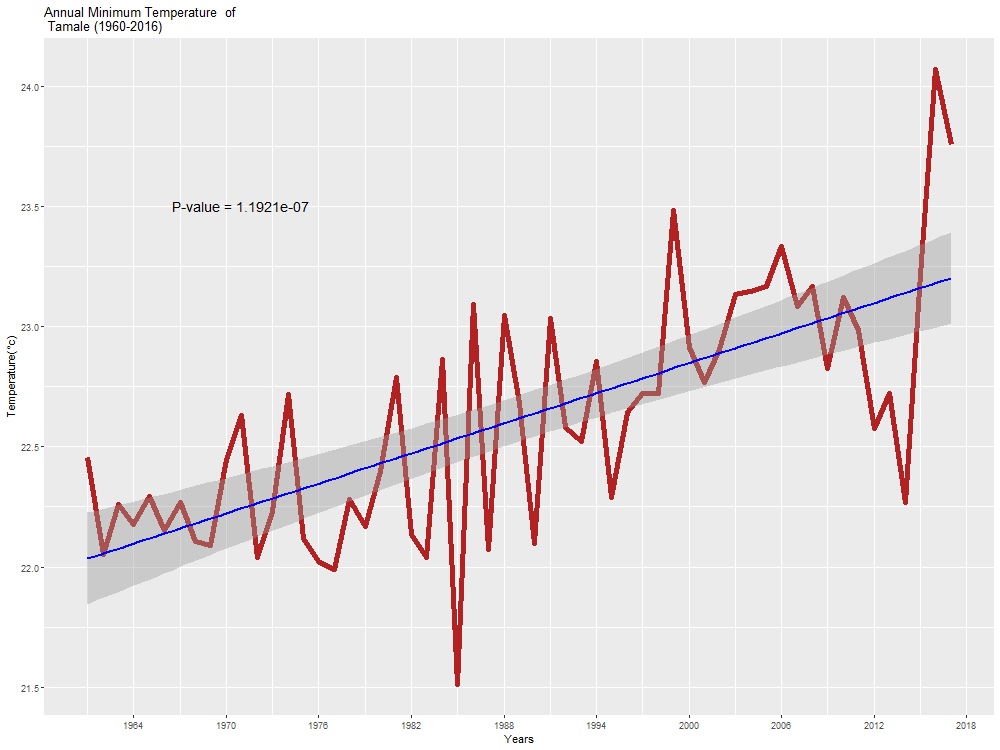 Annual Minimum Temperature  of
Tamale (1960-2016)
24.0
23.5
P-value = 1.1921e-07
23.0
Temperature(°c)
22.5
22.0
21.5
1964 1970 1976 1982 1988 1994 2000 2006 2012 2018
Years